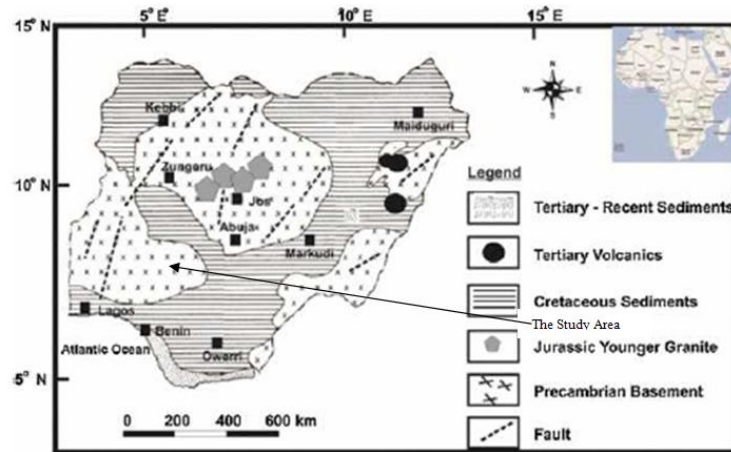 15° N
5° E
10° E
15° E
N
W
E
S
Kebbi
Maiduguri
Zungeru
10° N
Jos
Abuja
Markudi
Lagos
Benin
Atlantic Ocean
Owerri
5° N
0 200 400 600 km
Legend
Tertiary - Recent Sediments
Tertiary Volcanics
Cretaceous Sediments
The Study Area
Jurassic Younger Granite
Precambrian Basement
Fault